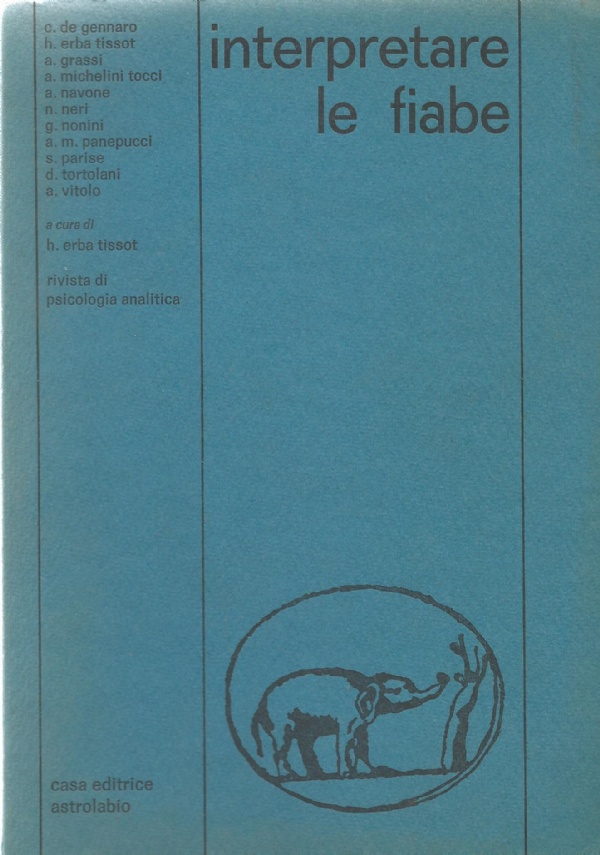 c. de gennaro
h. erba tissot
a. grassi
a. michelini tocci
a. navone
n. neri
g. nonini
a. m. panepucci
s. parise
d. tortolani
a. vitolo
a cura di
h. erba tissot
rivista di
psicologia analitica
interpretare
le fiabe
casa editrice
astrolabio